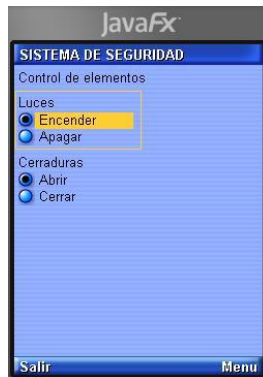 JavaFx
SISTEMA DE SEGURIDAD
Control de elementos
Luces
Encender
Apagar
Cerraduras
Abrir
Cerrar
Salir Menu